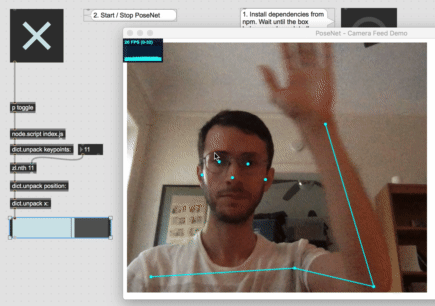 2. Start / Stop PoseNet
1. Install dependencies from
npm. Wait until the box
PoseNet - Camera Feed Demo
20 FPS (0-32)
p toggle
node.script index.js
dict.unpack keypoints:
11
zl.nth 11
dict.unpack position:
dict.unpack x: